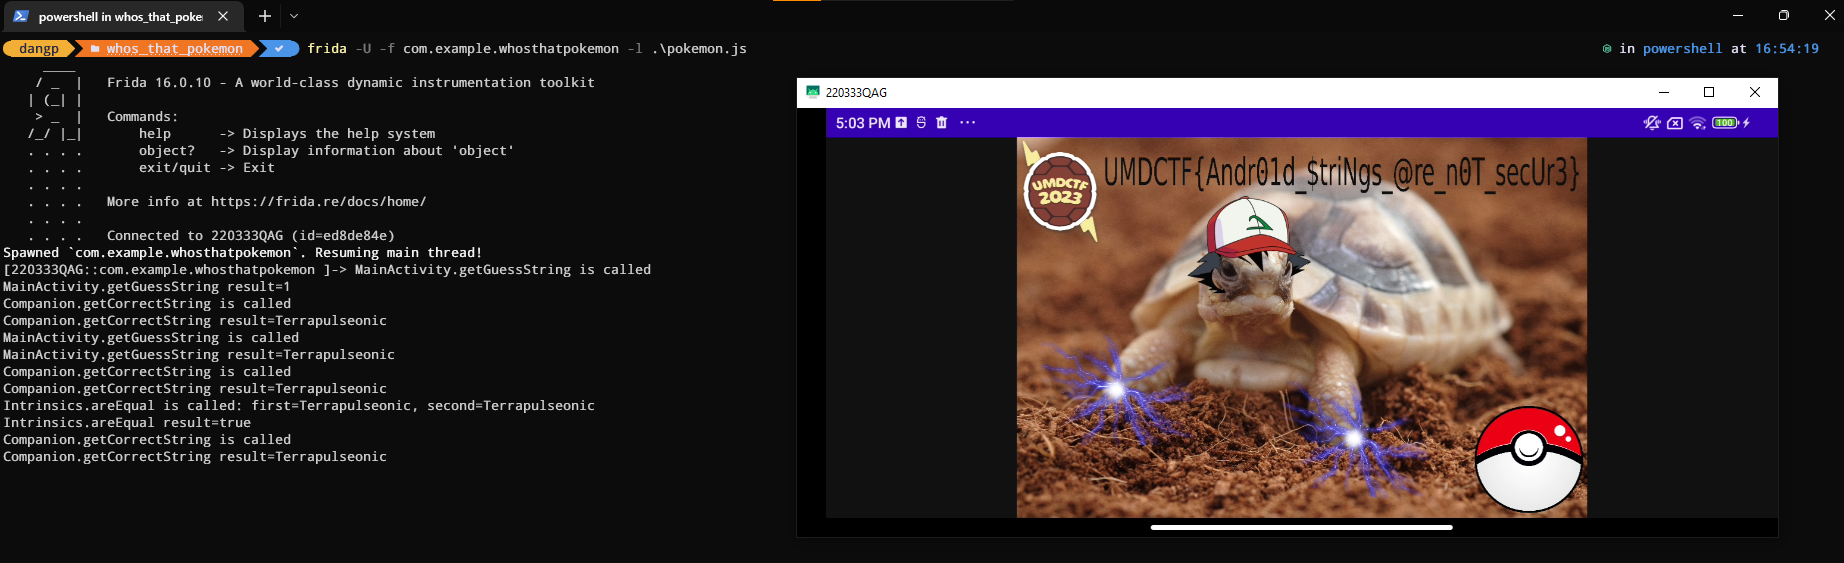 powershell in whos_that_poke
dangp whos_that_pokemon frida -U -f com.example.whosthatpokemon -l .\pokemon.js
in powershell at 16:54:19
Frida 16.0.10 - A world-class dynamic instrumentation toolkit
Commands:
help -> Displays the help system
object? -> Display information about 'object'
exit/quit -> Exit
More info at https://frida.re/docs/home/
Connected to 220333QAG (id=ed8de84e)
Spawned `com.example.whosthatpokemon`. Resuming main thread!
[220333QAG::com.example.whosthatpokemon ]-> MainActivity.getGuessString is called
MainActivity.getGuessString result=1
Companion.getCorrectString is called
Companion.getCorrectString result=Terrapulseonic
MainActivity.getGuessString is called
MainActivity.getGuessString result=Terrapulseonic
Companion.getCorrectString is called
Companion.getCorrectString result=Terrapulseonic
Intrinsics.areEqual is called: first=Terrapulseonic, second=Terrapulseonic
Intrinsics.areEqual result=true
Companion.getCorrectString is called
Companion.getCorrectString result=Terrapulseonic
220333QAG
5:03 PM
100
UMDCTF{Andr01d_$triNgs_@re_n0T_secUr3}
UMDCTF
2023